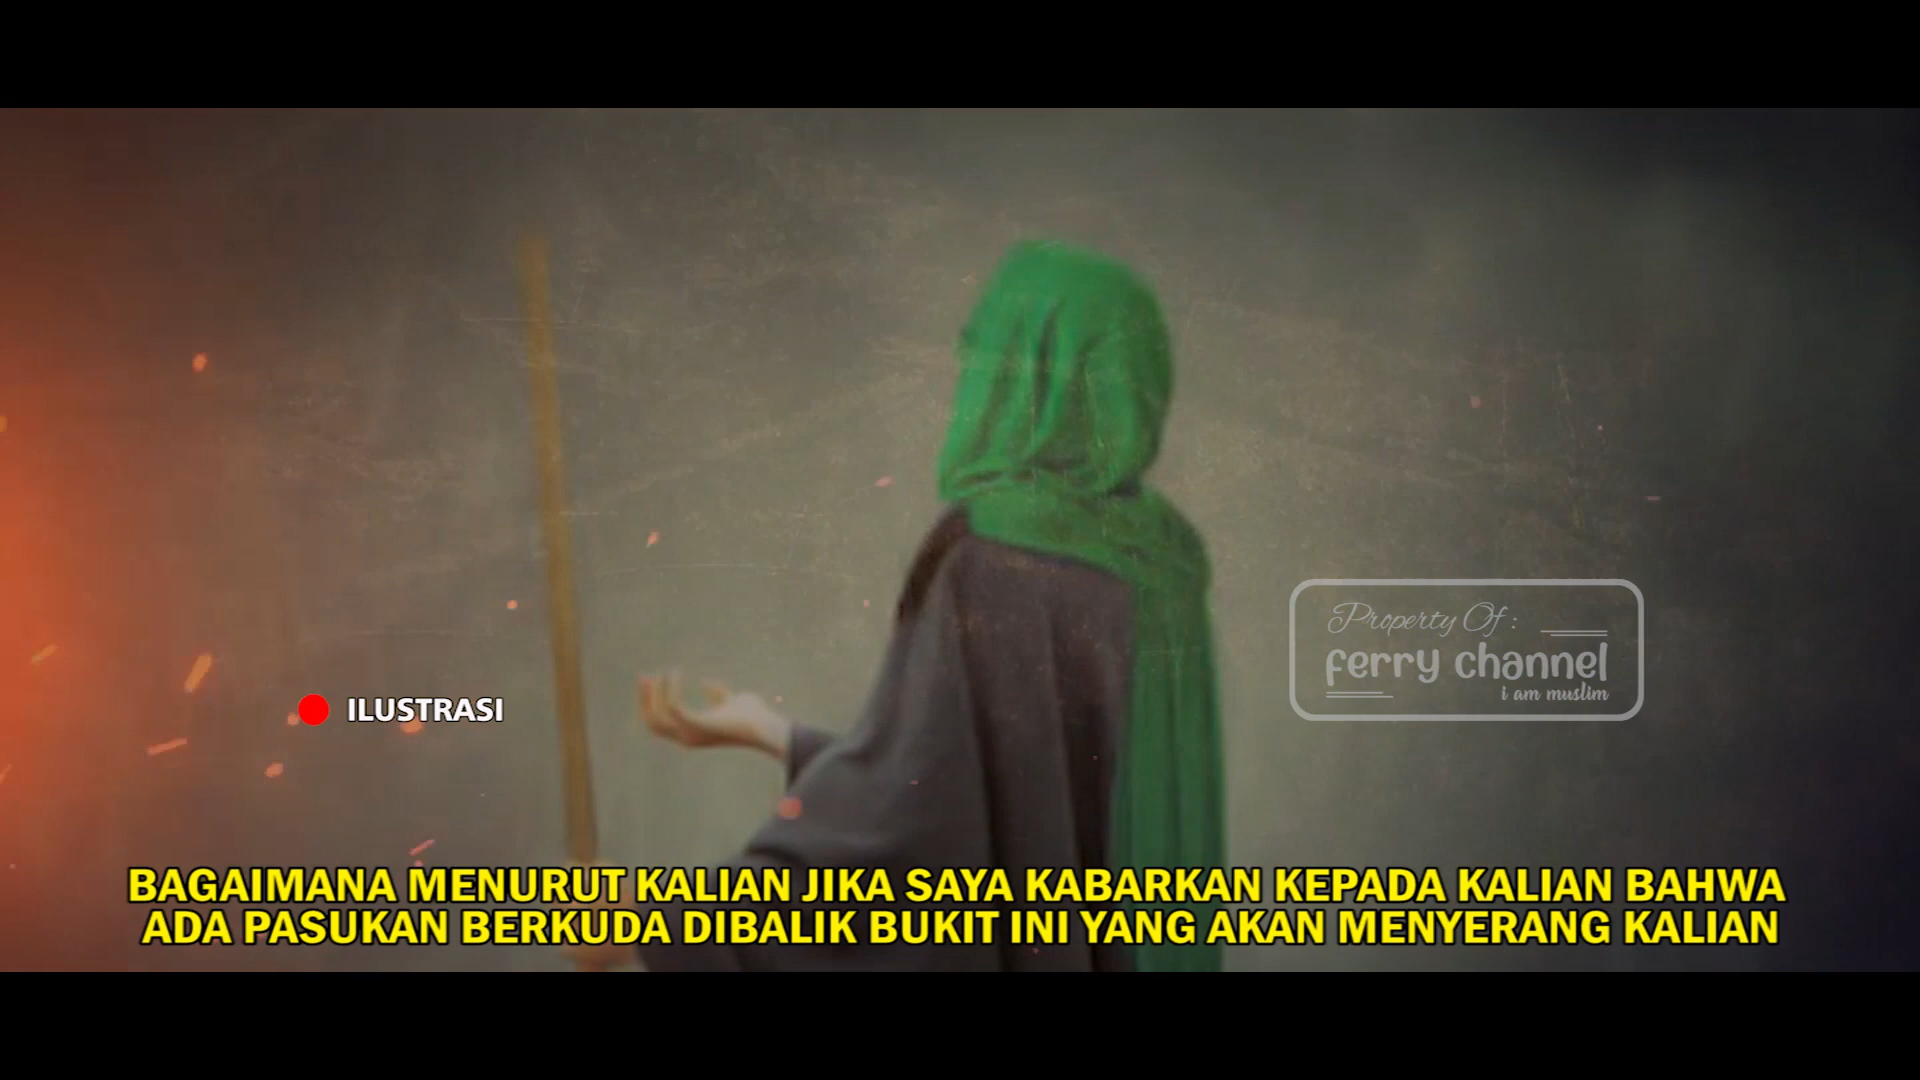 Property Of :
ferry channel
i am muslim
ILUSTRASI
BAGAIMANA MENURUT KALIAN JIKA SAYA KABARKAN KEPADA KALIAN BAHWA
ADA PASUKAN BERKUDA DIBALIK BUKIT INI YANG AKAN MENYERANG KALIAN